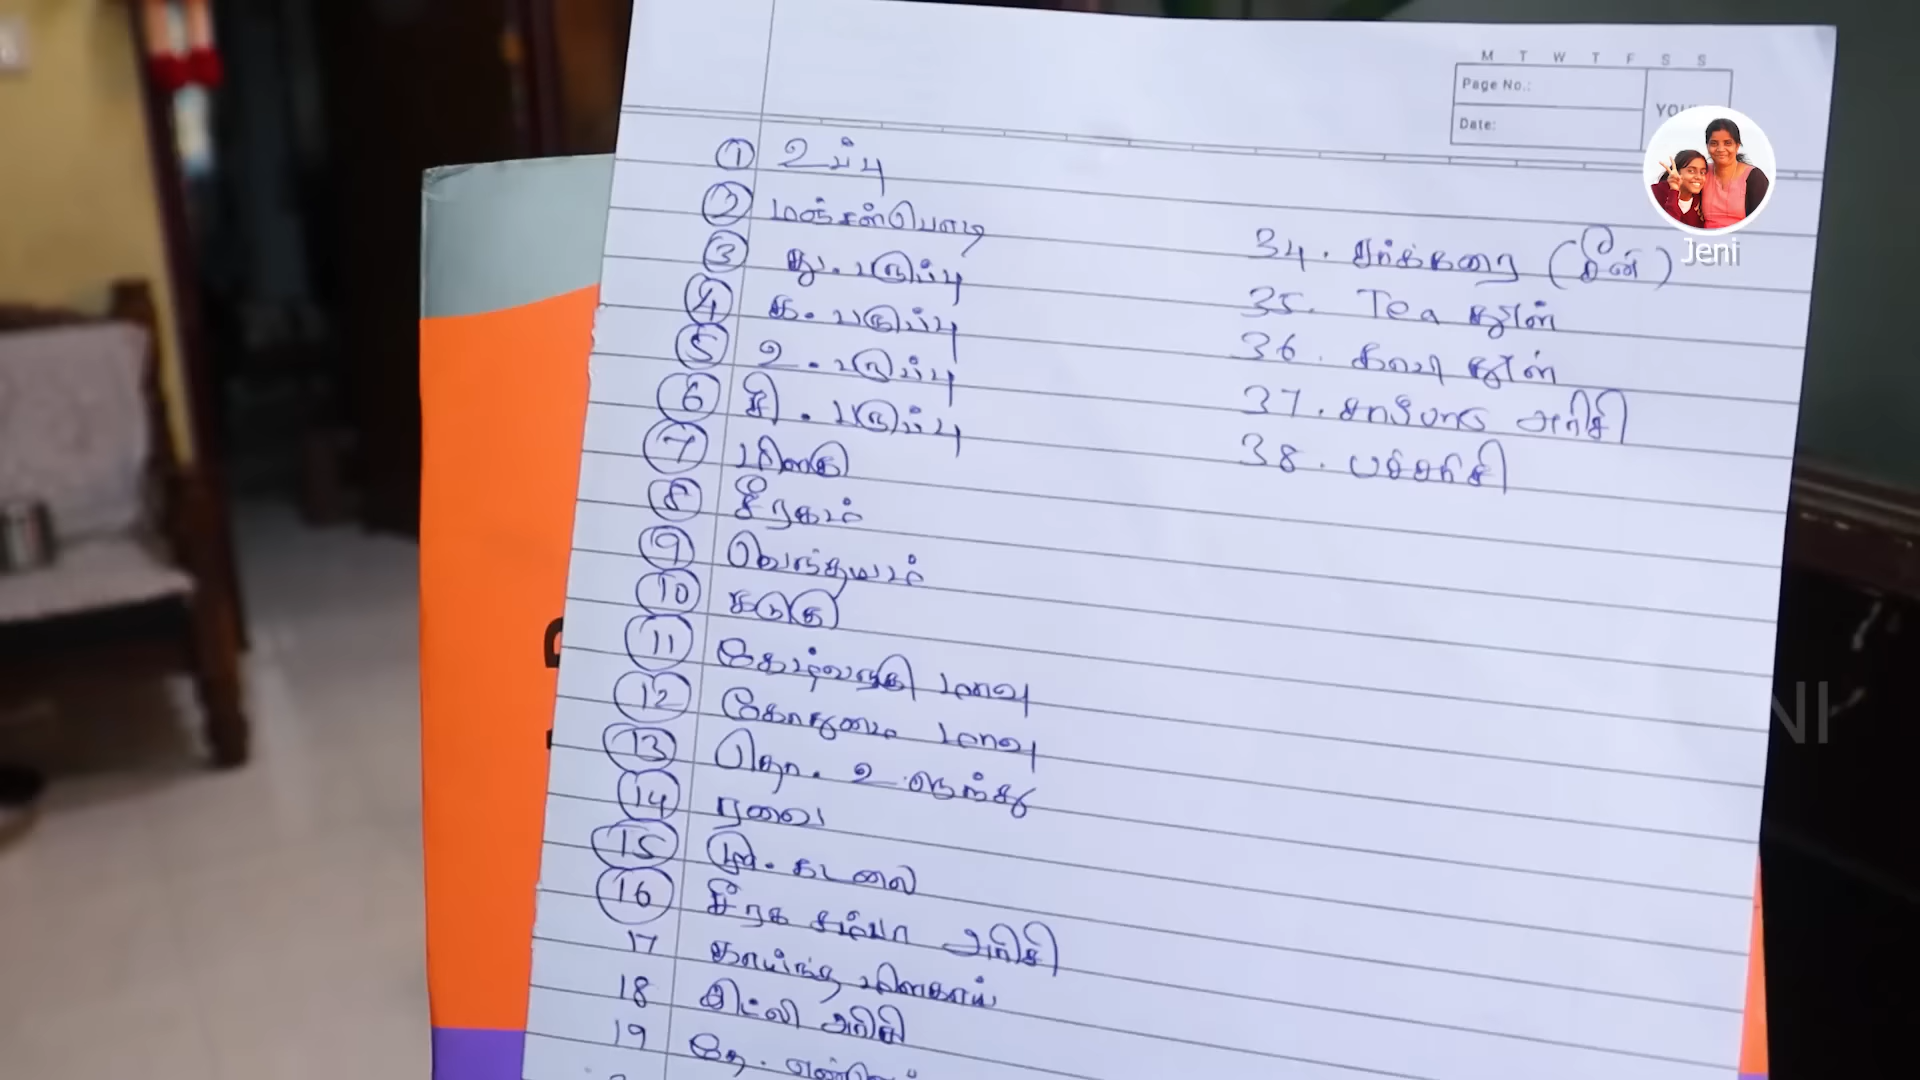 M T W T F S S
Page No.:
Date:
Jeni
① உப்பு
② மஞ்சள்பொடி
③ து. பருப்பு
④ க. பருப்பு
⑤ உ. பருப்பு
⑥ சி. பருப்பு
⑦ மிளகு
⑧ சீரகம்
⑨ வெந்தயம்
⑩ கடுகு
⑪ கேழ்வரகு மாவு
⑫ கோதுமை மாவு
⑬ தொ. உளுந்து
⑭ ரவை
⑮ கடலை
⑯ சீரக சம்பா அரிசி
17 காய்ந்த மிளகாய்
18 இட்லி அரிசி
19
34. சர்க்கரை (சீனி)
35. Tea தூள்
36. தூள்
37. சாதோக அரிசி
38. பச்சரிசி